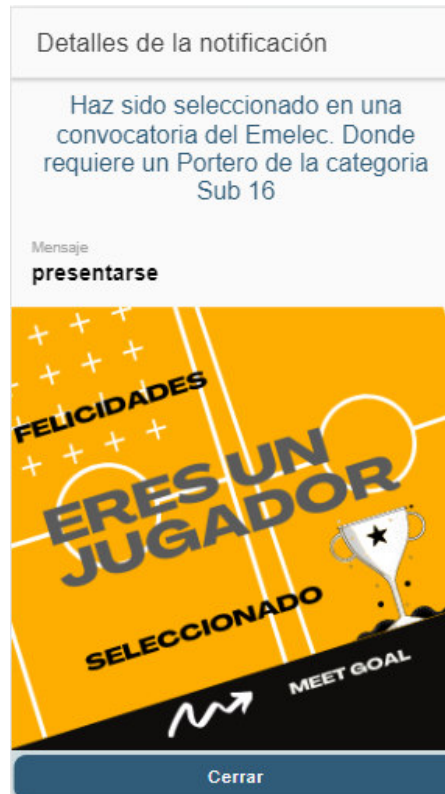 Detalles de la notificación
Haz sido seleccionado en una
convocatoria del Emelec. Donde
requiere un Portero de la categoria
Sub 16
Mensaje
presentarse
FELICIDADES
ERES UN
JUGADOR
SELECCIONADO
MEET GOAL
Cerrar